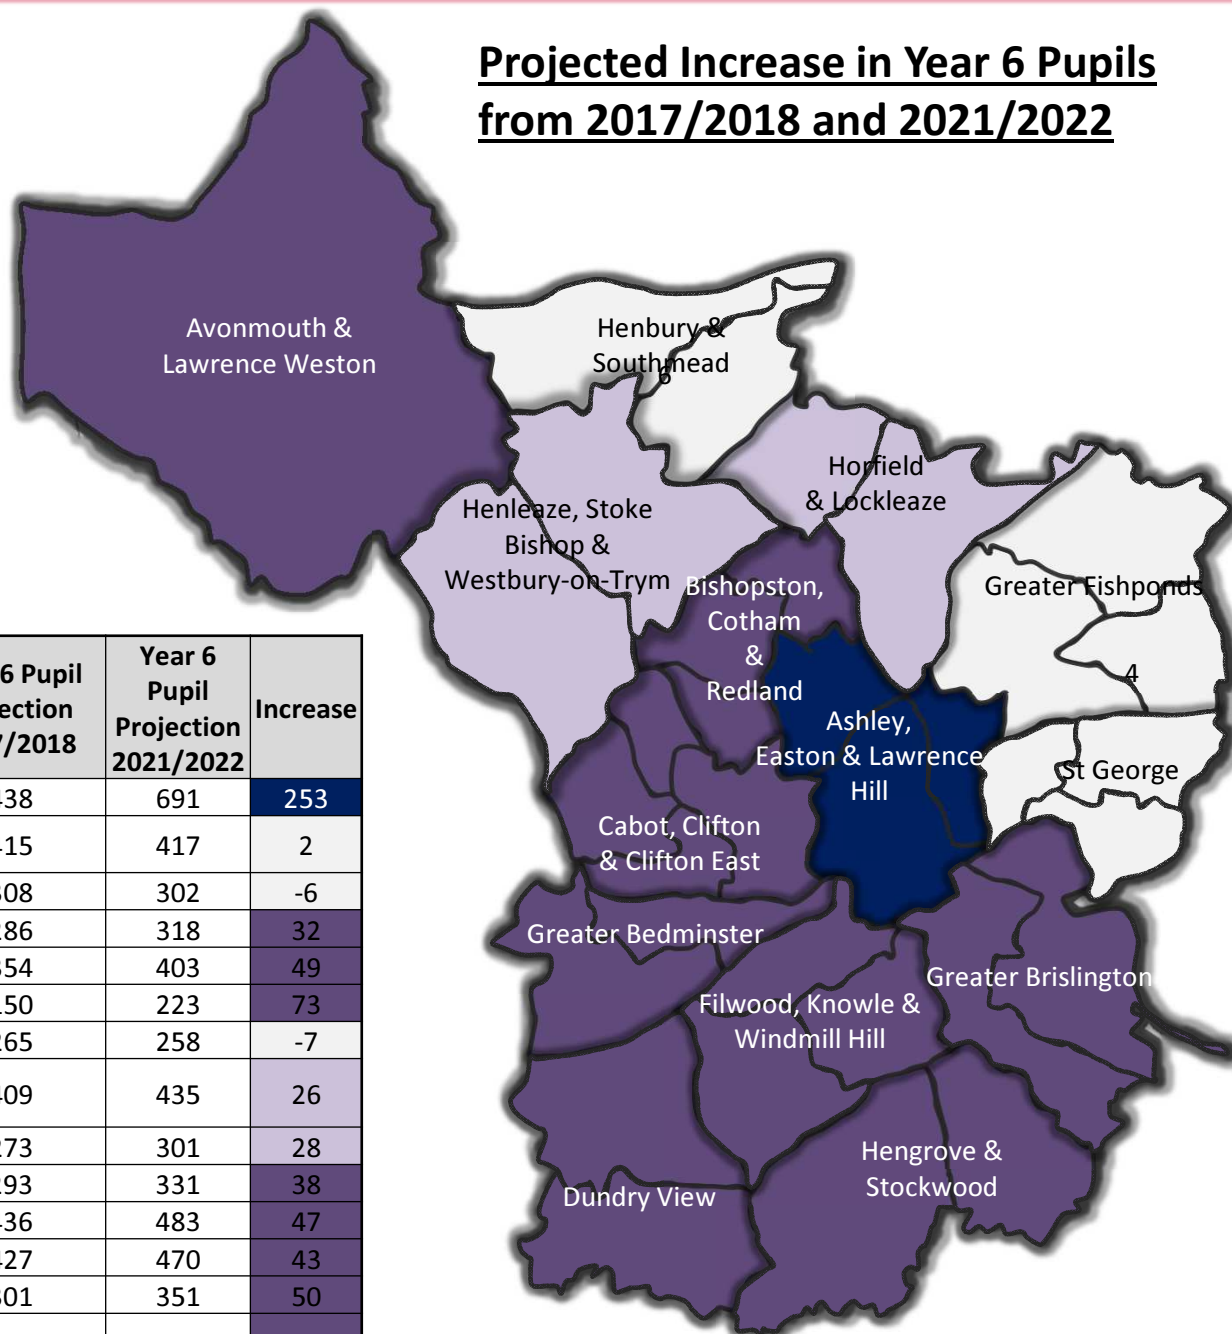 Projected Increase in Year 6 Pupils
from 2017/2018 and 2021/2022
Avonmouth &
Lawrence Weston
Henbury &
Southmead
6
Horfield
& Lockleaze
Henleaze, Stoke
Bishop &
Westbury-on-Trym
Bishopston,
Cotham
&
Redland
Greater Fishponds
4
Ashley,
Easton & Lawrence
Hill
St George
Cabot, Clifton
& Clifton East
Greater Bedminster
Greater Brislington
Filwood, Knowle &
Windmill Hill
Hengrove &
Stockwood
Dundry View
6 Pupil Year 6 Pupil Projection 2021/2022 Increase
691 253
417 2
302 -6
318 32
403 49
223 73
258 -7
435 26
301 28
331 38
483 47
470 43
351 50